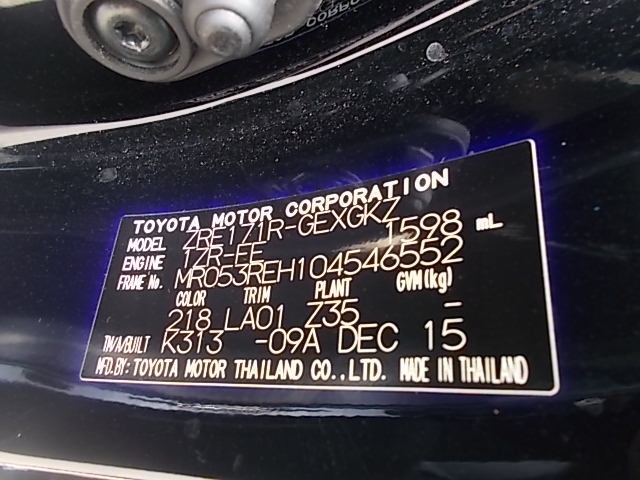 TOYOTA MOTOR CORPORATION
MODEL ZRE171R-GEXGKZ
ENGINE 1ZR-FE 1598 mL
FRAME No. MR053REH104546552
COLOR TRIM PLANT GVM(kg)
218 LA01 Z35 –
TM/A/BUILT K313 -09A DEC 15
MFD.BY: TOYOTA MOTOR THAILAND CO.,LTD. MADE IN THAILAND